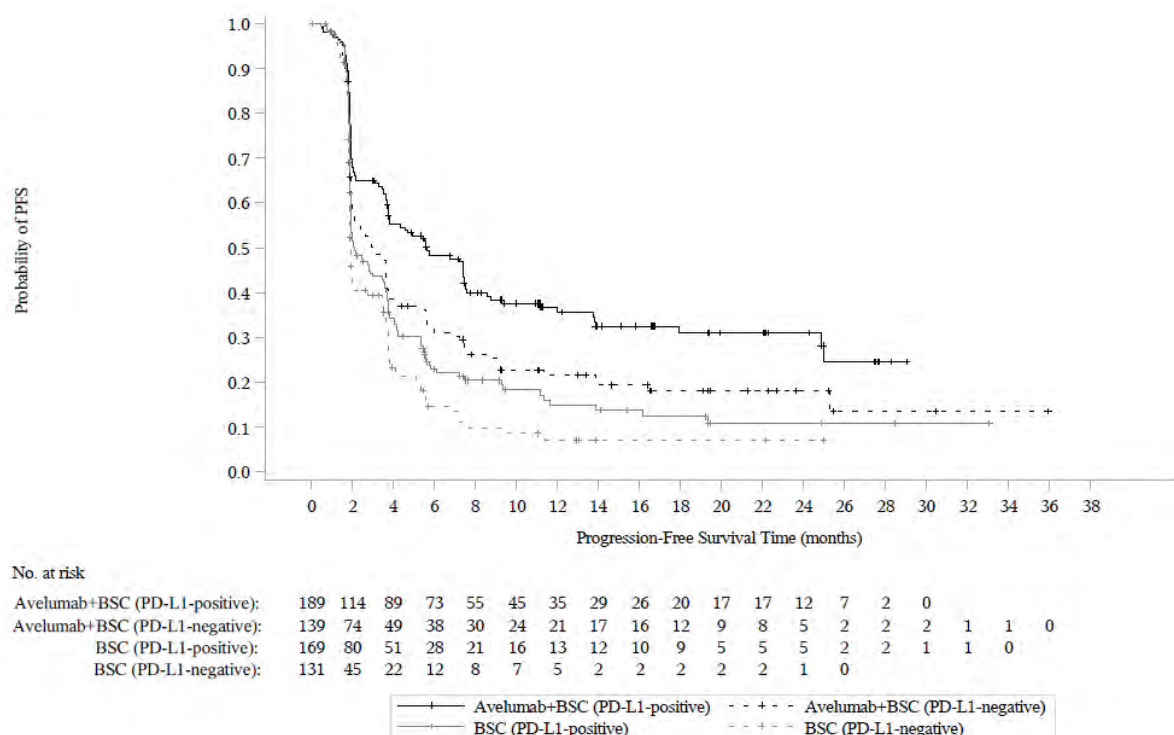 1.0
0.9
0.8
0.7
0.6
0.5
0.4
0.3
0.2
0.1
0.0
Probability of PFS
0 2 4 6 8 10 12 14 16 18 20 22 24 26 28 30 32 34 36 38
Progression-Free Survival Time (months)
No. at risk
Avelumab+BSC (PD-L1-positive): 189 114 89 73 55 45 35 29 26 20 17 17 12 7 2 0
Avelumab+BSC (PD-L1-negative): 139 74 49 38 30 24 21 17 16 12 9 8 5 2 2 2 1 1 0
BSC (PD-L1-positive): 169 80 51 28 21 16 13 12 10 9 5 5 5 2 2 1 1 0
BSC (PD-L1-negative): 131 45 22 12 8 7 5 2 2 2 2 2 1 0
Avelumab+BSC (PD-L1-positive) Avelumab+BSC (PD-L1-negative)
BSC (PD-L1-positive) BSC (PD-L1-negative)